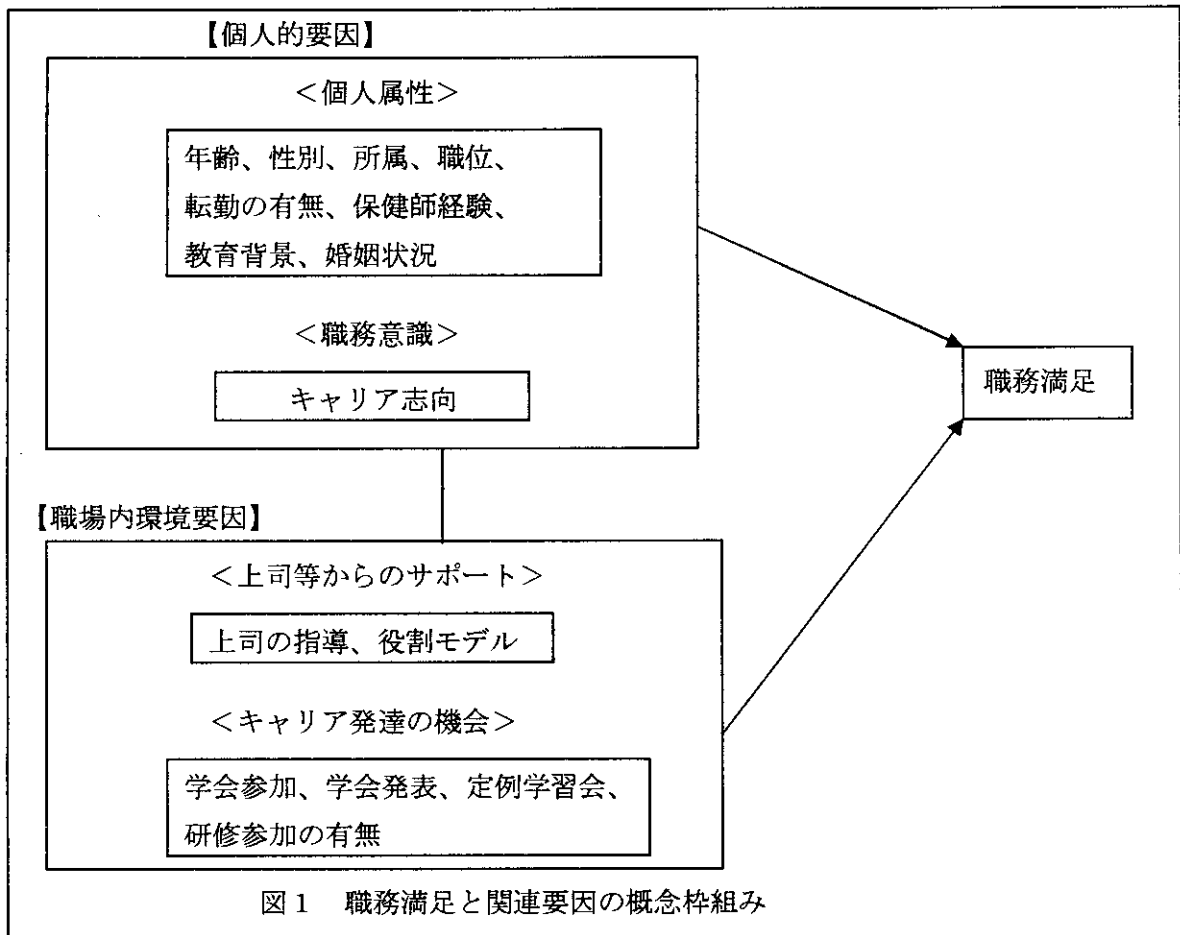 【個人的要因】
＜個人属性＞
年齢、性別、所属、職位、
転勤の有無、保健師経験、
教育背景、婚姻状況
＜職務意識＞
キャリア志向
職務満足
【職場内環境要因】
＜上司等からのサポート＞
上司の指導、役割モデル
＜キャリア発達の機会＞
学会参加、学会発表、定例学習会、
研修参加の有無
図１　職務満足と関連要因の概念枠組み